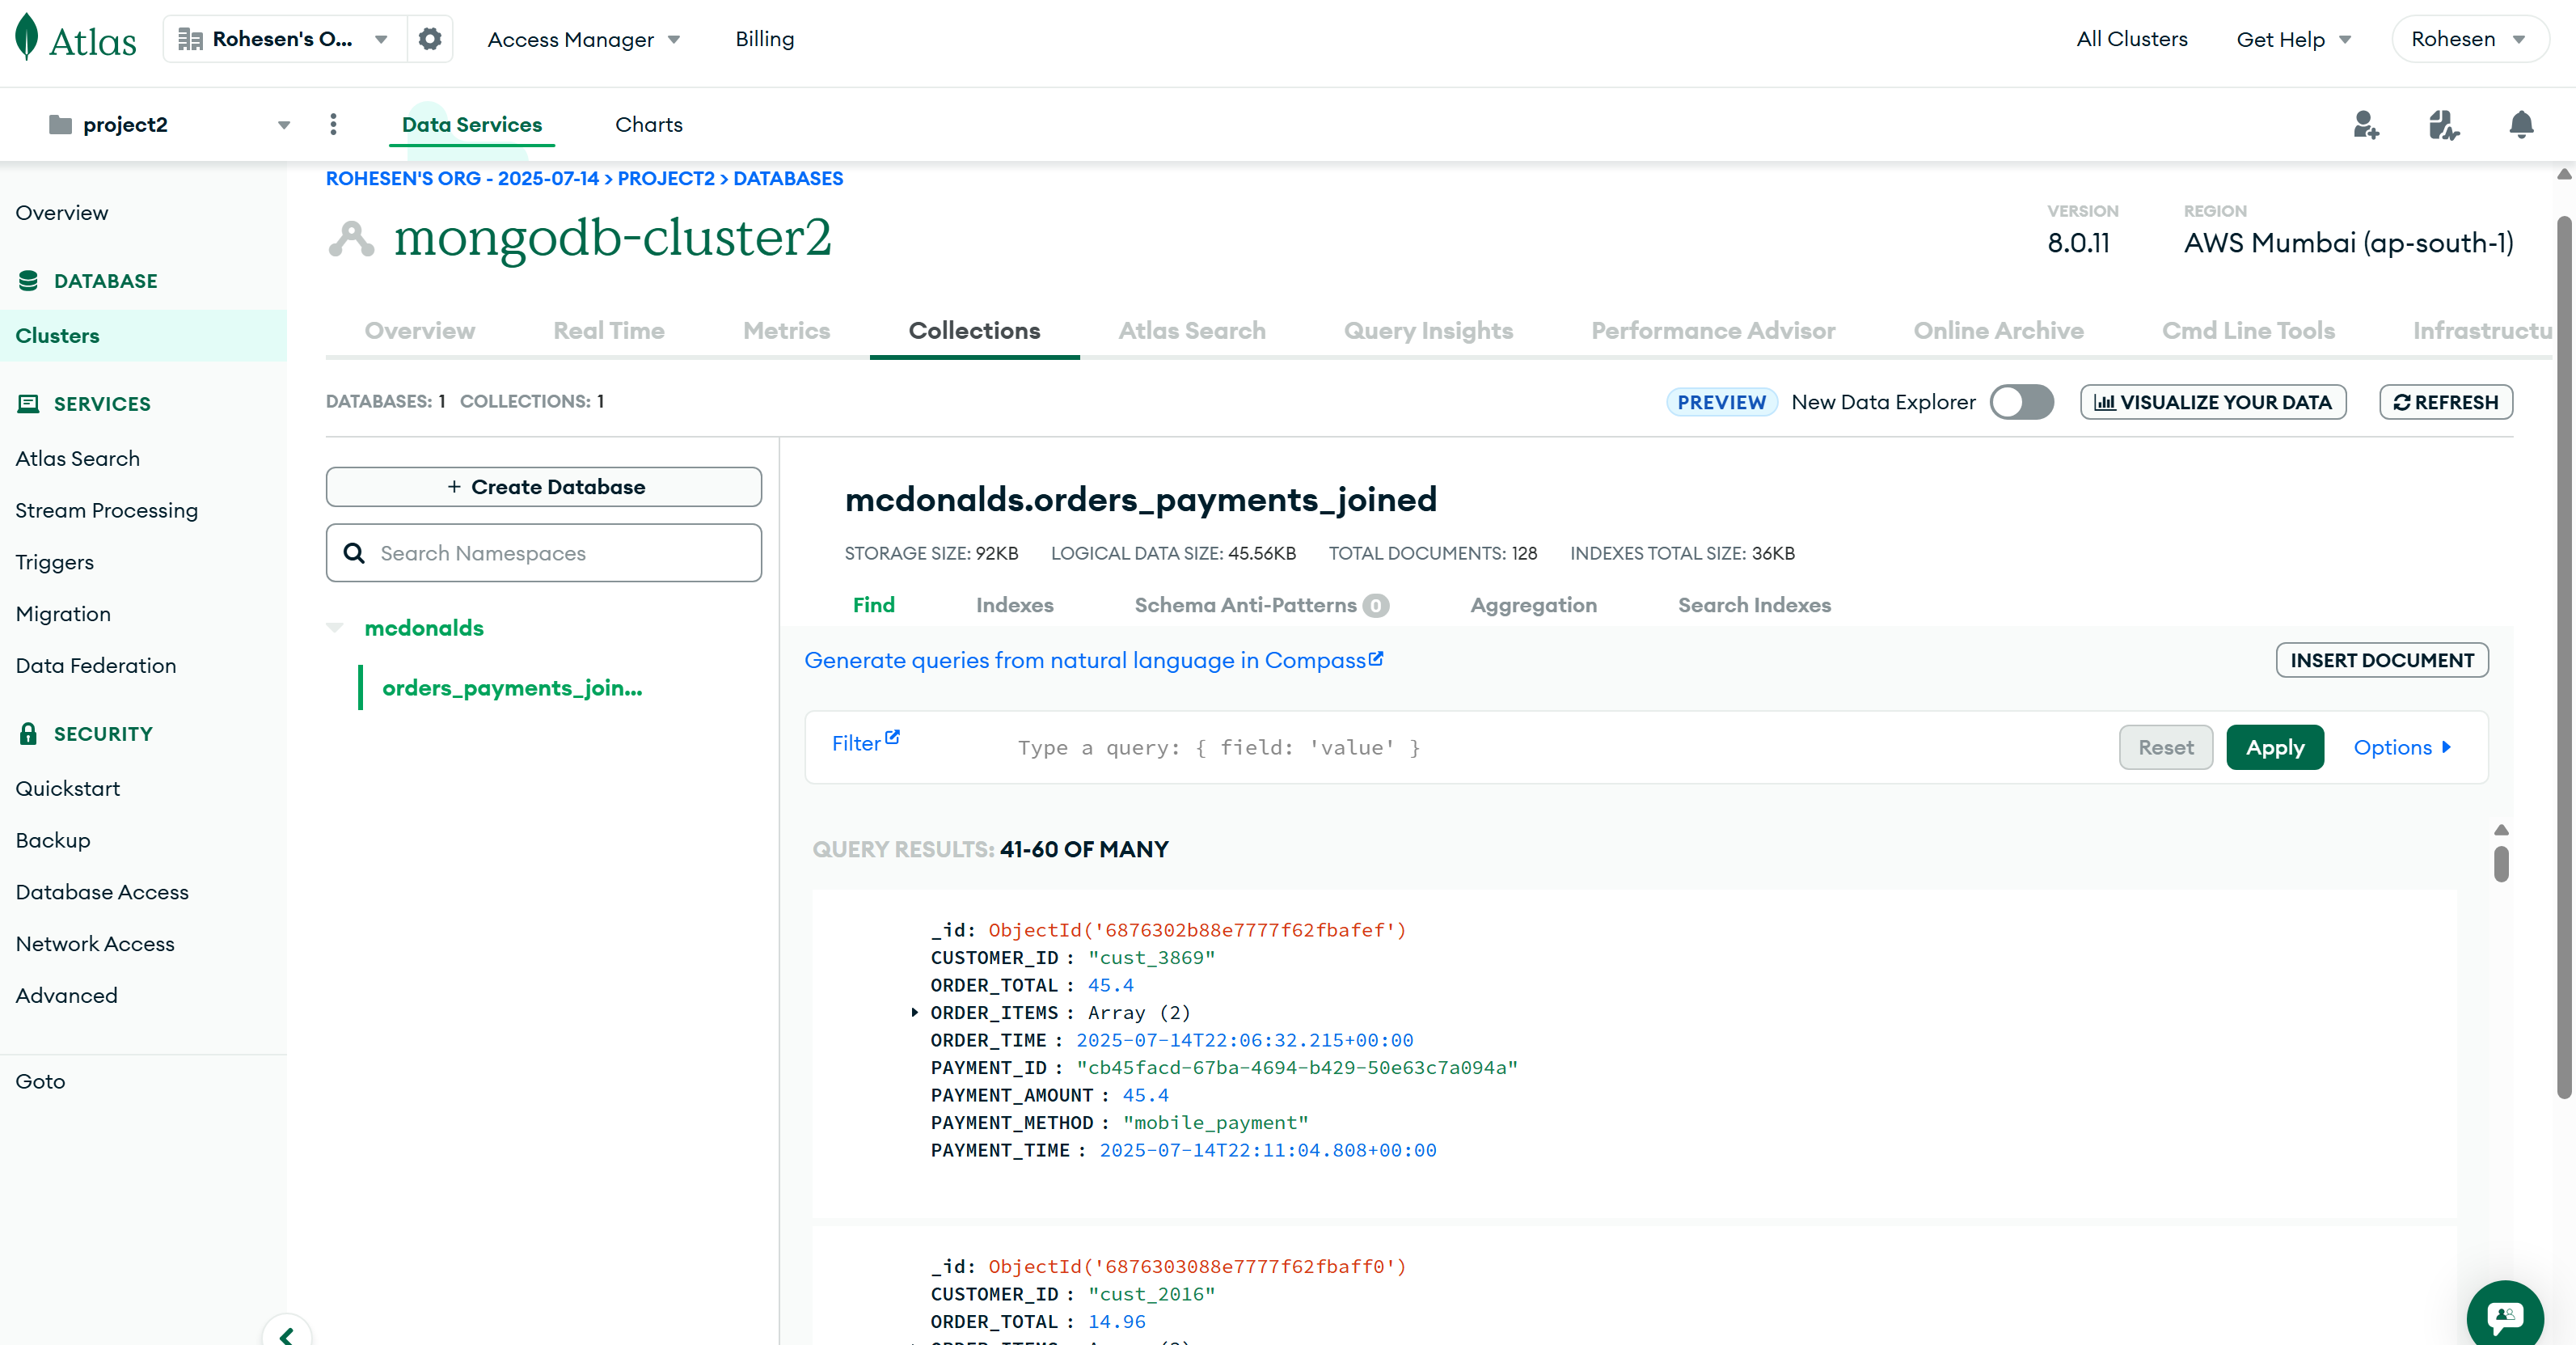 Atlas
Rohesen's O...
Access Manager
Billing
All Clusters
Get Help
Rohesen
project2
Data Services
Charts
Overview
DATABASE
Clusters
SERVICES
Atlas Search
Stream Processing
Triggers
Migration
Data Federation
SECURITY
Quickstart
Backup
Database Access
Network Access
Advanced
Goto
ROHESEN'S ORG - 2025-07-14 > PROJECT2 > DATABASES
mongodb-cluster2
VERSION
8.0.11
REGION
AWS Mumbai (ap-south-1)
Overview
Real Time
Metrics
Collections
Atlas Search
Query Insights
Performance Advisor
Online Archive
Cmd Line Tools
Infrastructu
DATABASES: 1 COLLECTIONS: 1
PREVIEW
New Data Explorer
VISUALIZE YOUR DATA
REFRESH
+ Create Database
Search Namespaces
mcdonalds
orders_payments_join...
mcdonalds.orders_payments_joined
STORAGE SIZE: 92KB LOGICAL DATA SIZE: 45.56KB TOTAL DOCUMENTS: 128 INDEXES TOTAL SIZE: 36KB
Find
Indexes
Schema Anti-Patterns 0
Aggregation
Search Indexes
Generate queries from natural language in Compass
INSERT DOCUMENT
Filter
Type a query: { field: 'value' }
Reset
Apply
Options
QUERY RESULTS: 41-60 OF MANY
_id: ObjectId('6876302b88e7777f62fbafef')
CUSTOMER_ID : "cust_3869"
ORDER_TOTAL : 45.4
ORDER_ITEMS : Array (2)
ORDER_TIME : 2025-07-14T22:06:32.215+00:00
PAYMENT_ID : "cb45facd-67ba-4694-b429-50e63c7a094a"
PAYMENT_AMOUNT : 45.4
PAYMENT_METHOD : "mobile_payment"
PAYMENT_TIME : 2025-07-14T22:11:04.808+00:00
_id: ObjectId('6876303088e7777f62fbaff0')
CUSTOMER_ID : "cust_2016"
ORDER_TOTAL : 14.96